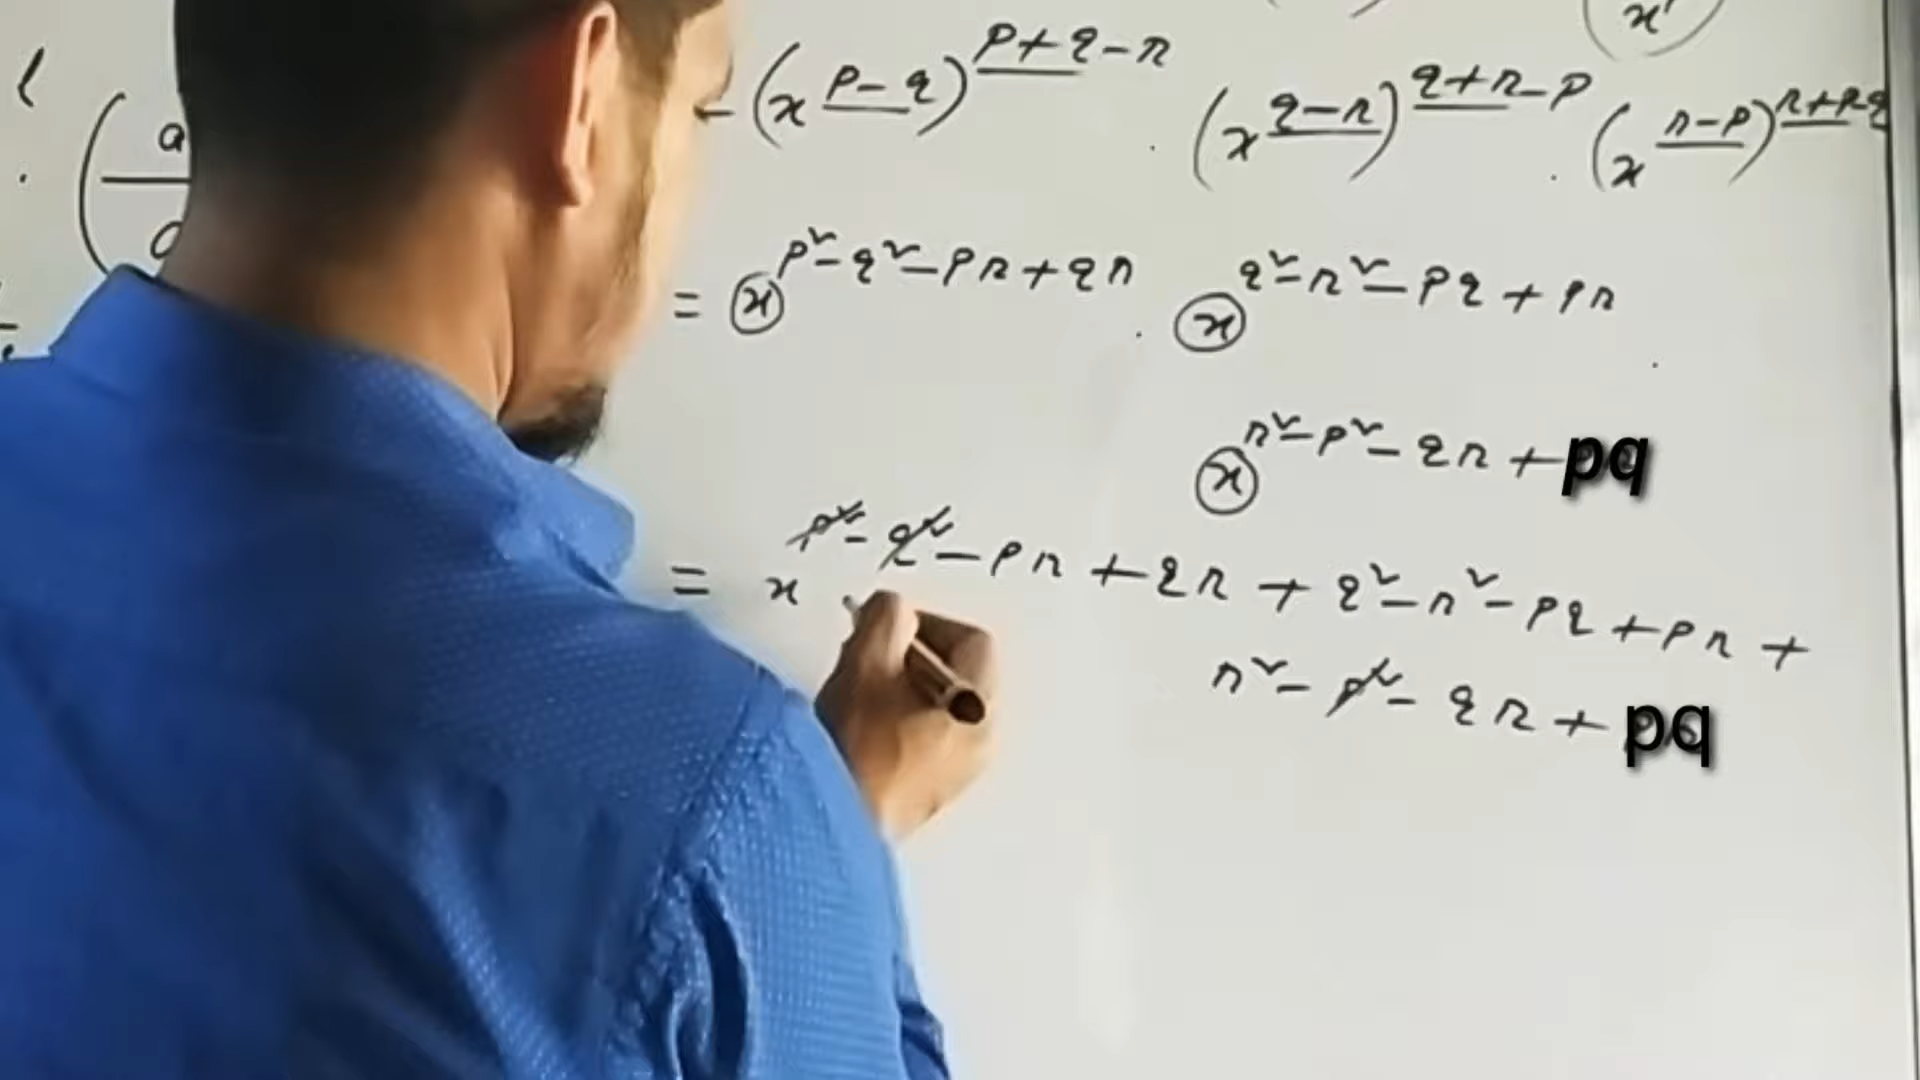 x^r
(x^{p-q})^{p+q-r} . (x^{q-r})^{q+r-p} . (x^{r-p})^{r+p-q}
(a
= x^{p²-q²-pr+qr} . x^{q²-r²-pq+pr} .
x^{r²-p²-qr+pq}
= x^{p²-q²-pr+qr+q²-r²-pq+pr+
r²-p²-qr+pq}